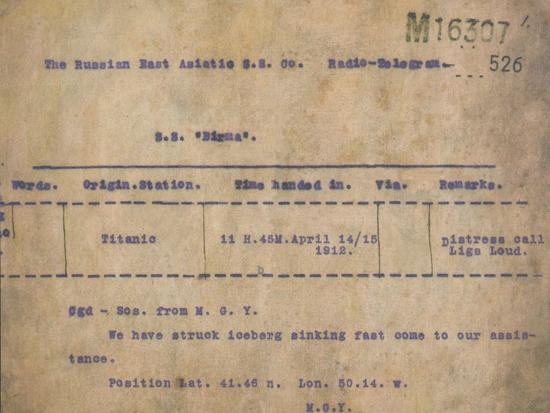 M16307
The Russian East Asiatic S.S. Co. Radio-Telegram.
526
S.S. "Birma".
Words. Origin.Station. Time handed in. Via. Remarks.
Titanic 11 H.45M.April 14/15 Distress call
1912. Ligs Loud.
Cqd - Sos. from M. G. Y.
We have struck iceberg sinking fast come to our assis-
tance.
Position Lat. 41.46 n. Lon. 50.14. w.
M.G.Y.